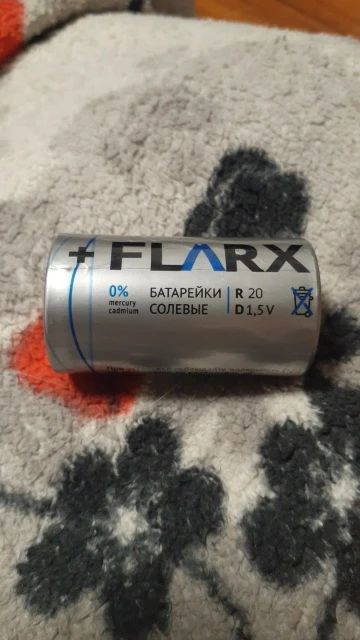 + FLARX
0%
mercury
cadmium
БАТАРЕЙКИ
СОЛЕВЫЕ
R 20
D 1,5 V